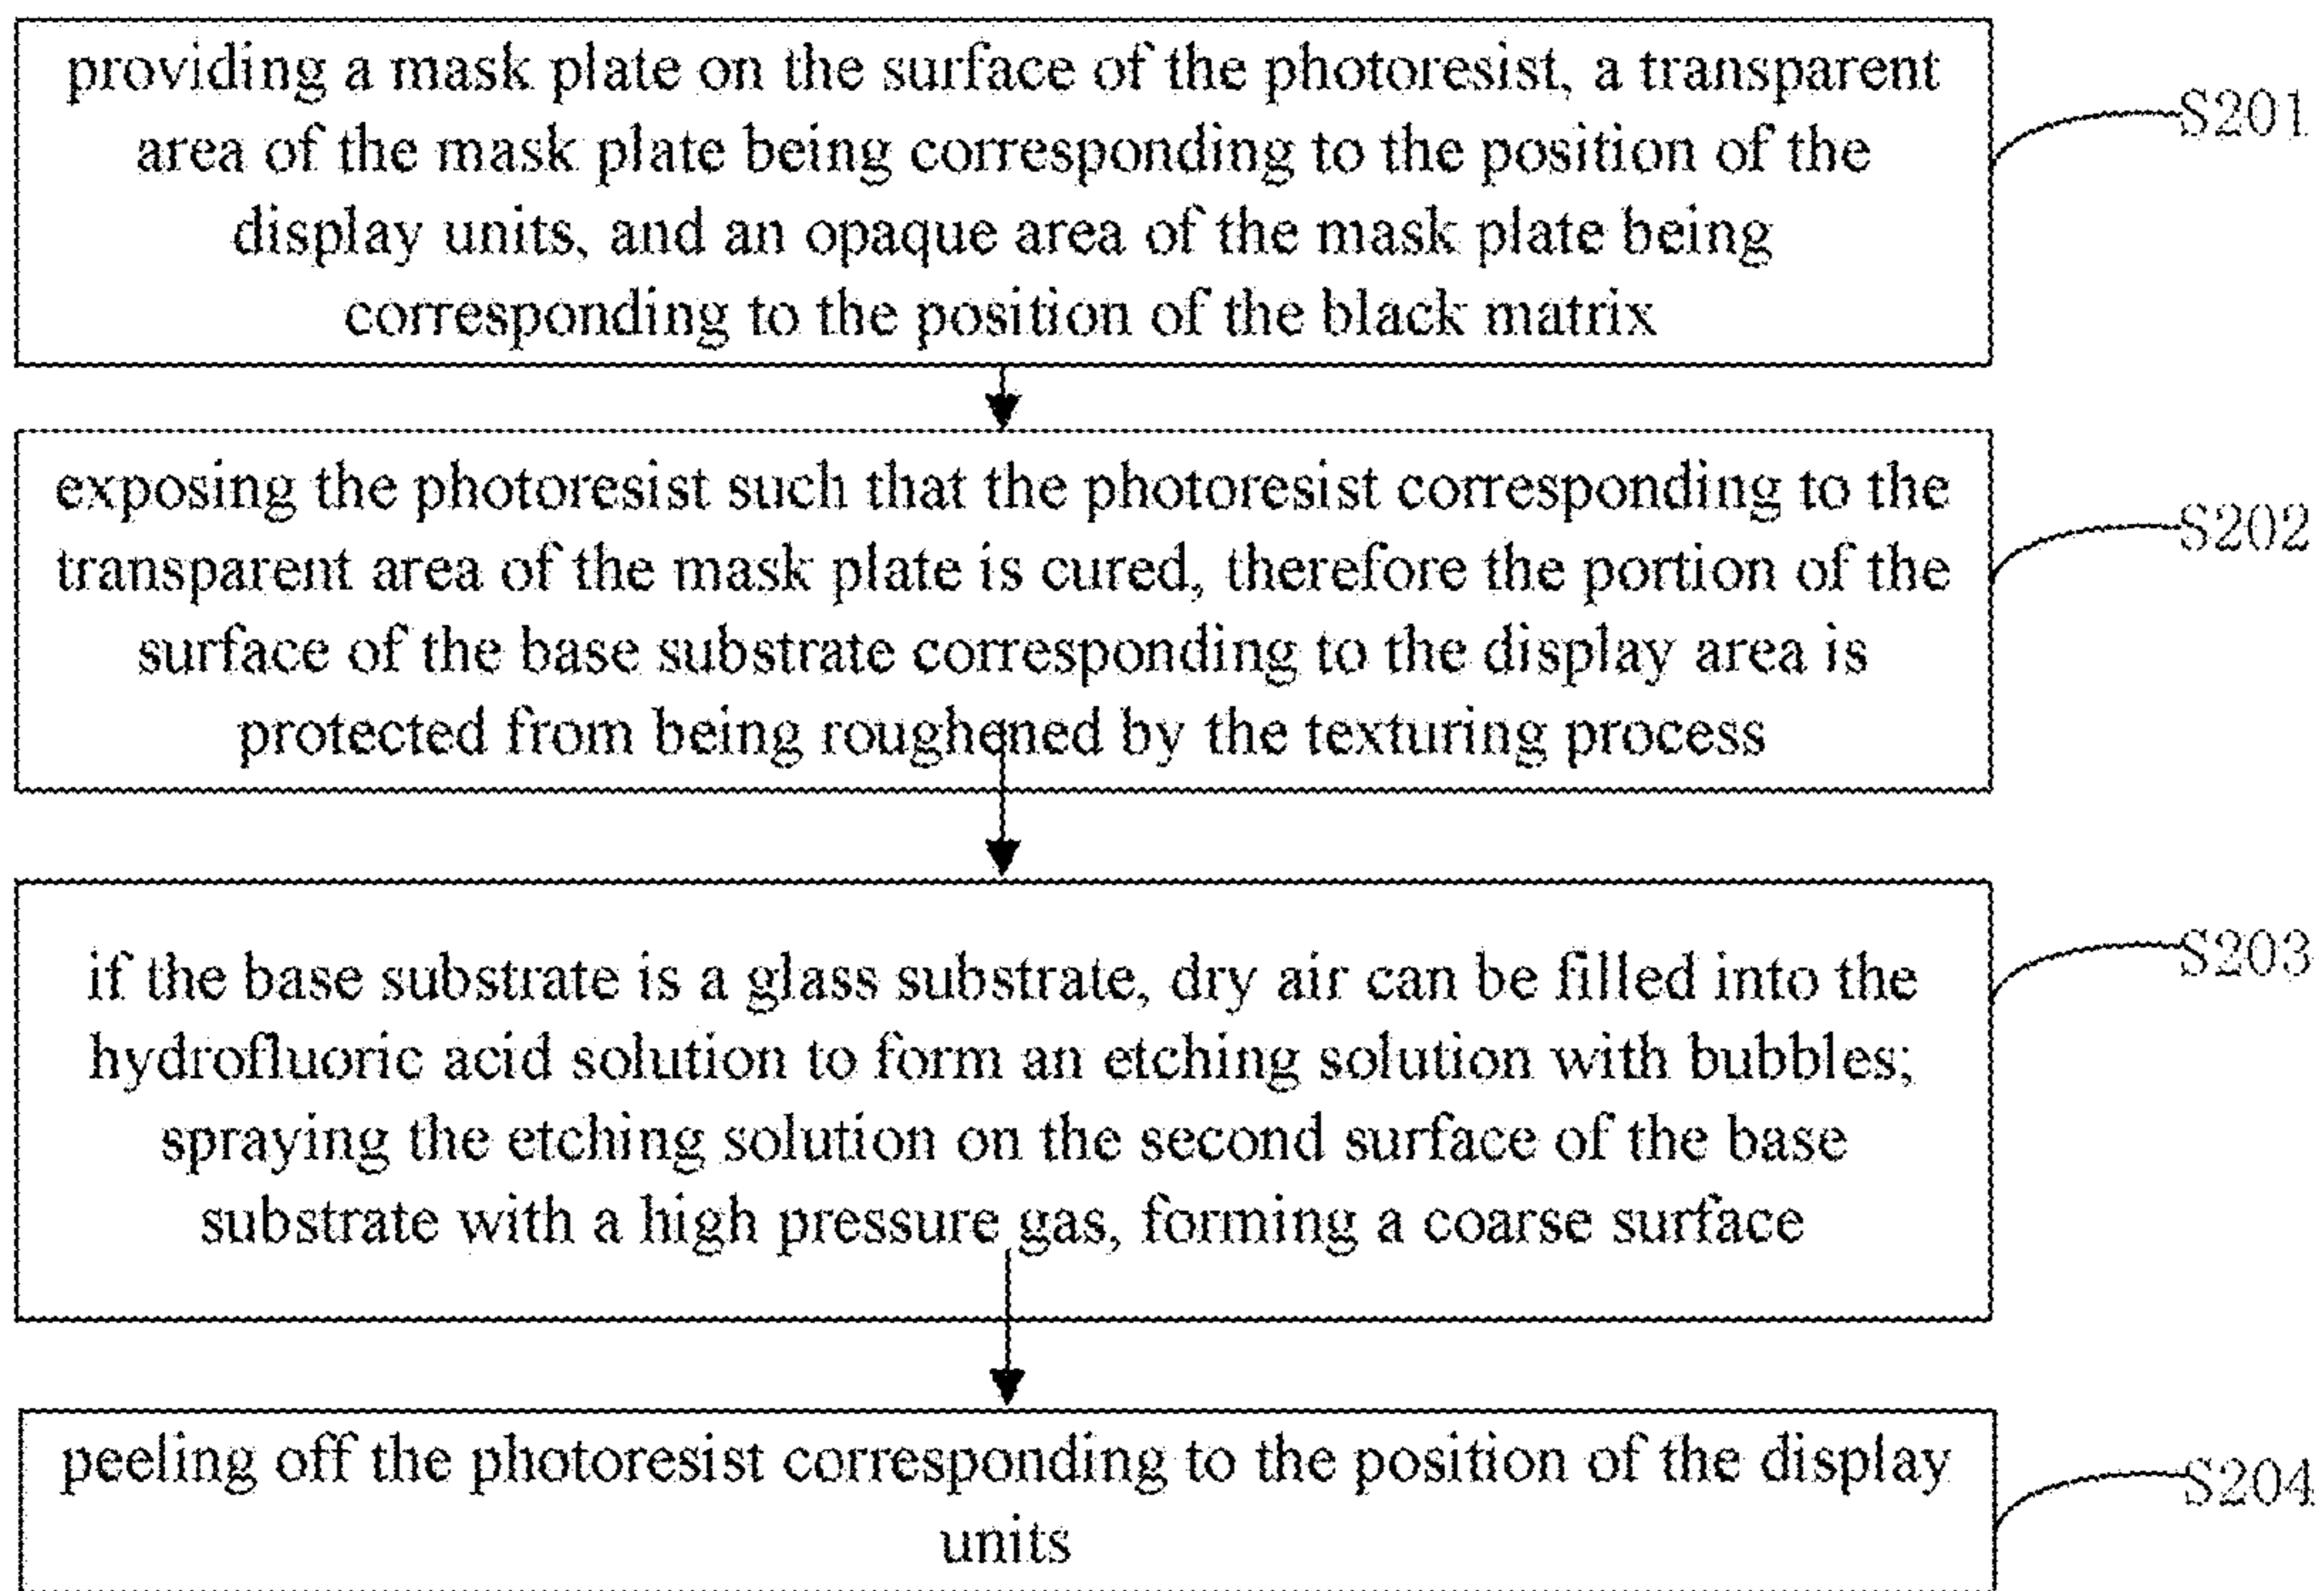 providing a mask plate on the surface of the photoresist, a transparent
area of the mask plate being corresponding to the position of the
display units, and an opaque area of the mask plate being
corresponding to the position of the black matrix
S201
exposing the photoresist such that the photoresist corresponding to the
transparent area of the mask plate is cured, therefore the portion of the
surface of the base substrate corresponding to the display area is
protected from being roughened by the texturing process
S202
if the base substrate is a glass substrate, dry air can be filled into the
hydrofluoric acid solution to form an etching solution with bubbles;
spraying the etching solution on the second surface of the base
substrate with a high pressure gas, forming a coarse surface
S203
peeling off the photoresist corresponding to the position of the display
units
S204